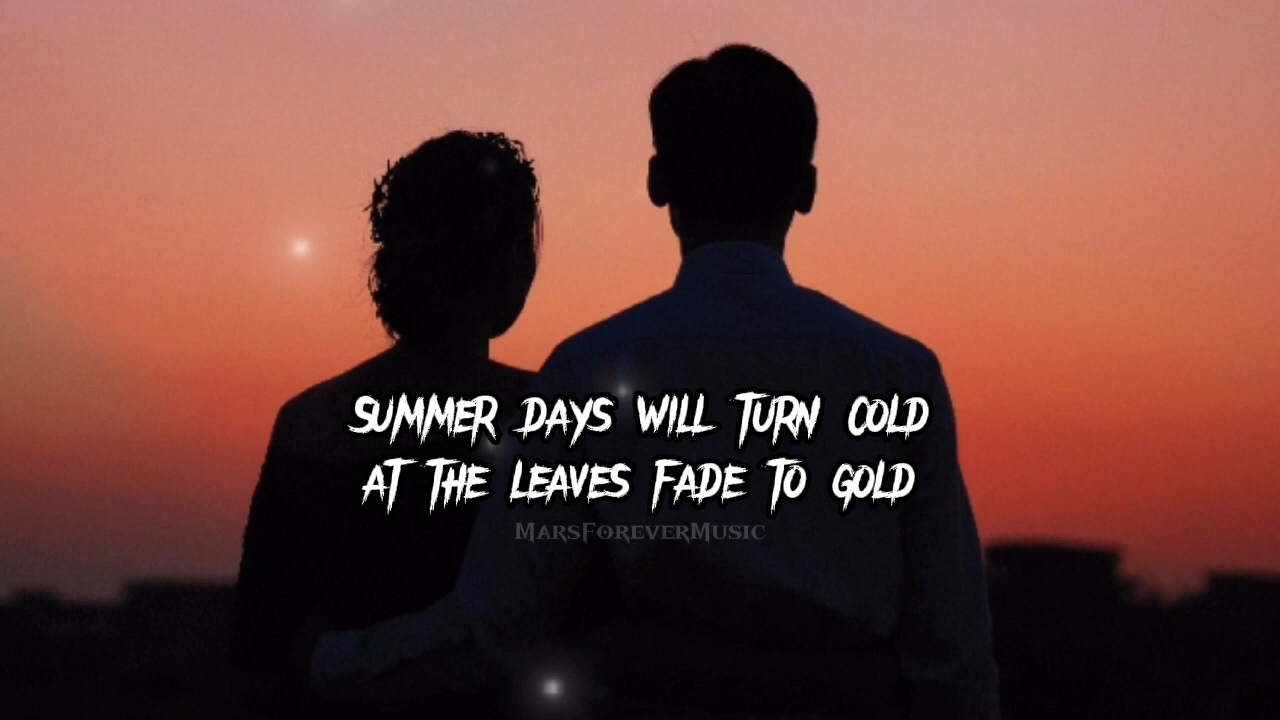 SUMMER DAYS WILL TURN COLD
AT THE LEAVES FADE TO GOLD
MARSFOREVERMUSIC